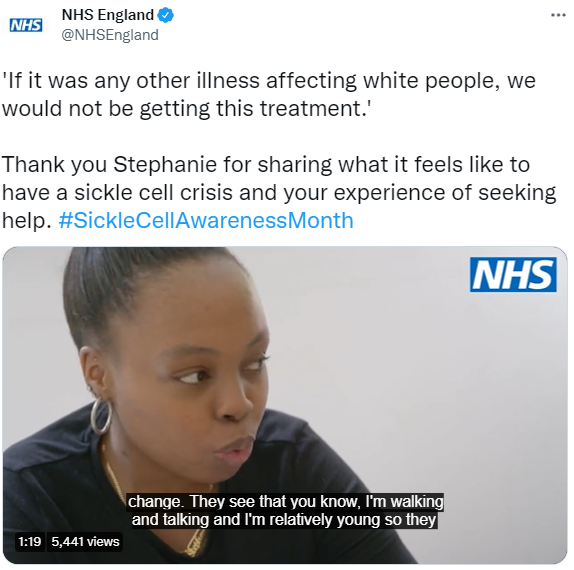 NHS
NHS England
@NHSEngland
'If it was any other illness affecting white people, we
would not be getting this treatment.'
Thank you Stephanie for sharing what it feels like to
have a sickle cell crisis and your experience of seeking
help. #SickleCellAwarenessMonth
NHS
change. They see that you know, I'm walking
and talking and I'm relatively young so they
1:19 5,441 views